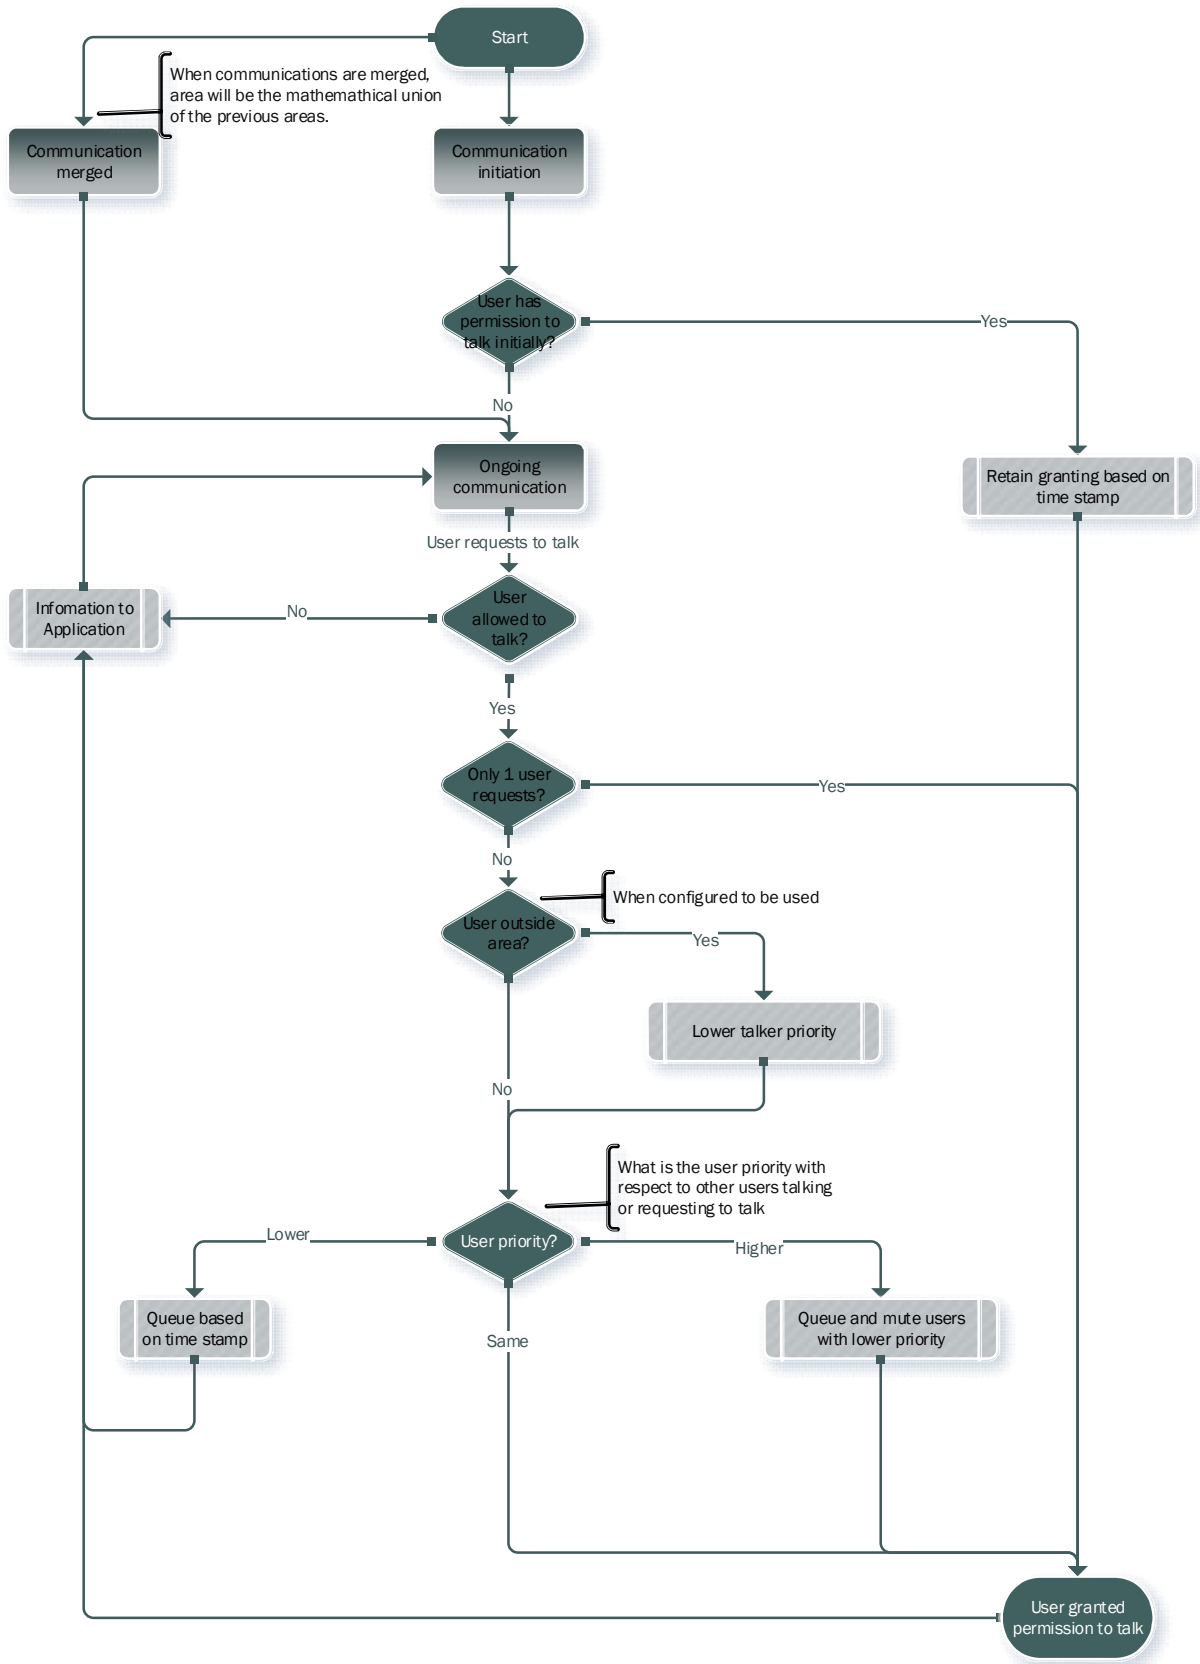 Start
When communications are merged,
area will be the mathemathical union
of the previous areas.
Communication
merged
Communication
initiation
User has
permission to
talk initially?
Yes
No
Ongoing
communication
Retain granting based on
time stamp
User requests to talk
User
allowed to
talk?
No
Infomation to
Application
Yes
Only 1 user
requests?
Yes
No
When configured to be used
User outside
area?
Yes
Lower talker priority
No
What is the user priority with
respect to other users talking
or requesting to talk
User priority?
Lower
Higher
Queue based
on time stamp
Queue and mute users
with lower priority
Same
User granted
permission to talk